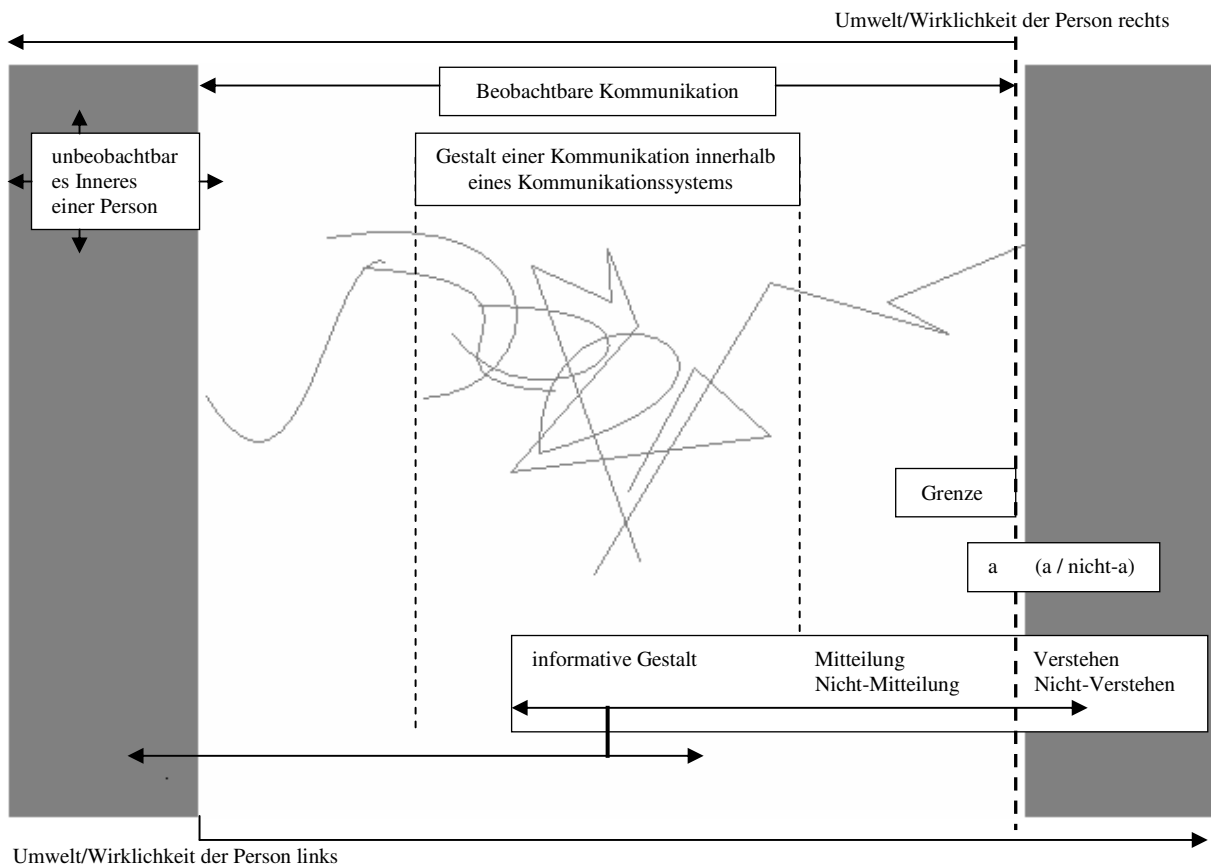 Umwelt/Wirklichkeit der Person rechts
Beobachtbare Kommunikation
unbeobachtbar
es Inneres
einer Person
Gestalt einer Kommunikation innerhalb
eines Kommunikationssystems
Grenze
a (a / nicht-a)
informative Gestalt Mitteilung Verstehen
Nicht-Mitteilung Nicht-Verstehen
Umwelt/Wirklichkeit der Person links